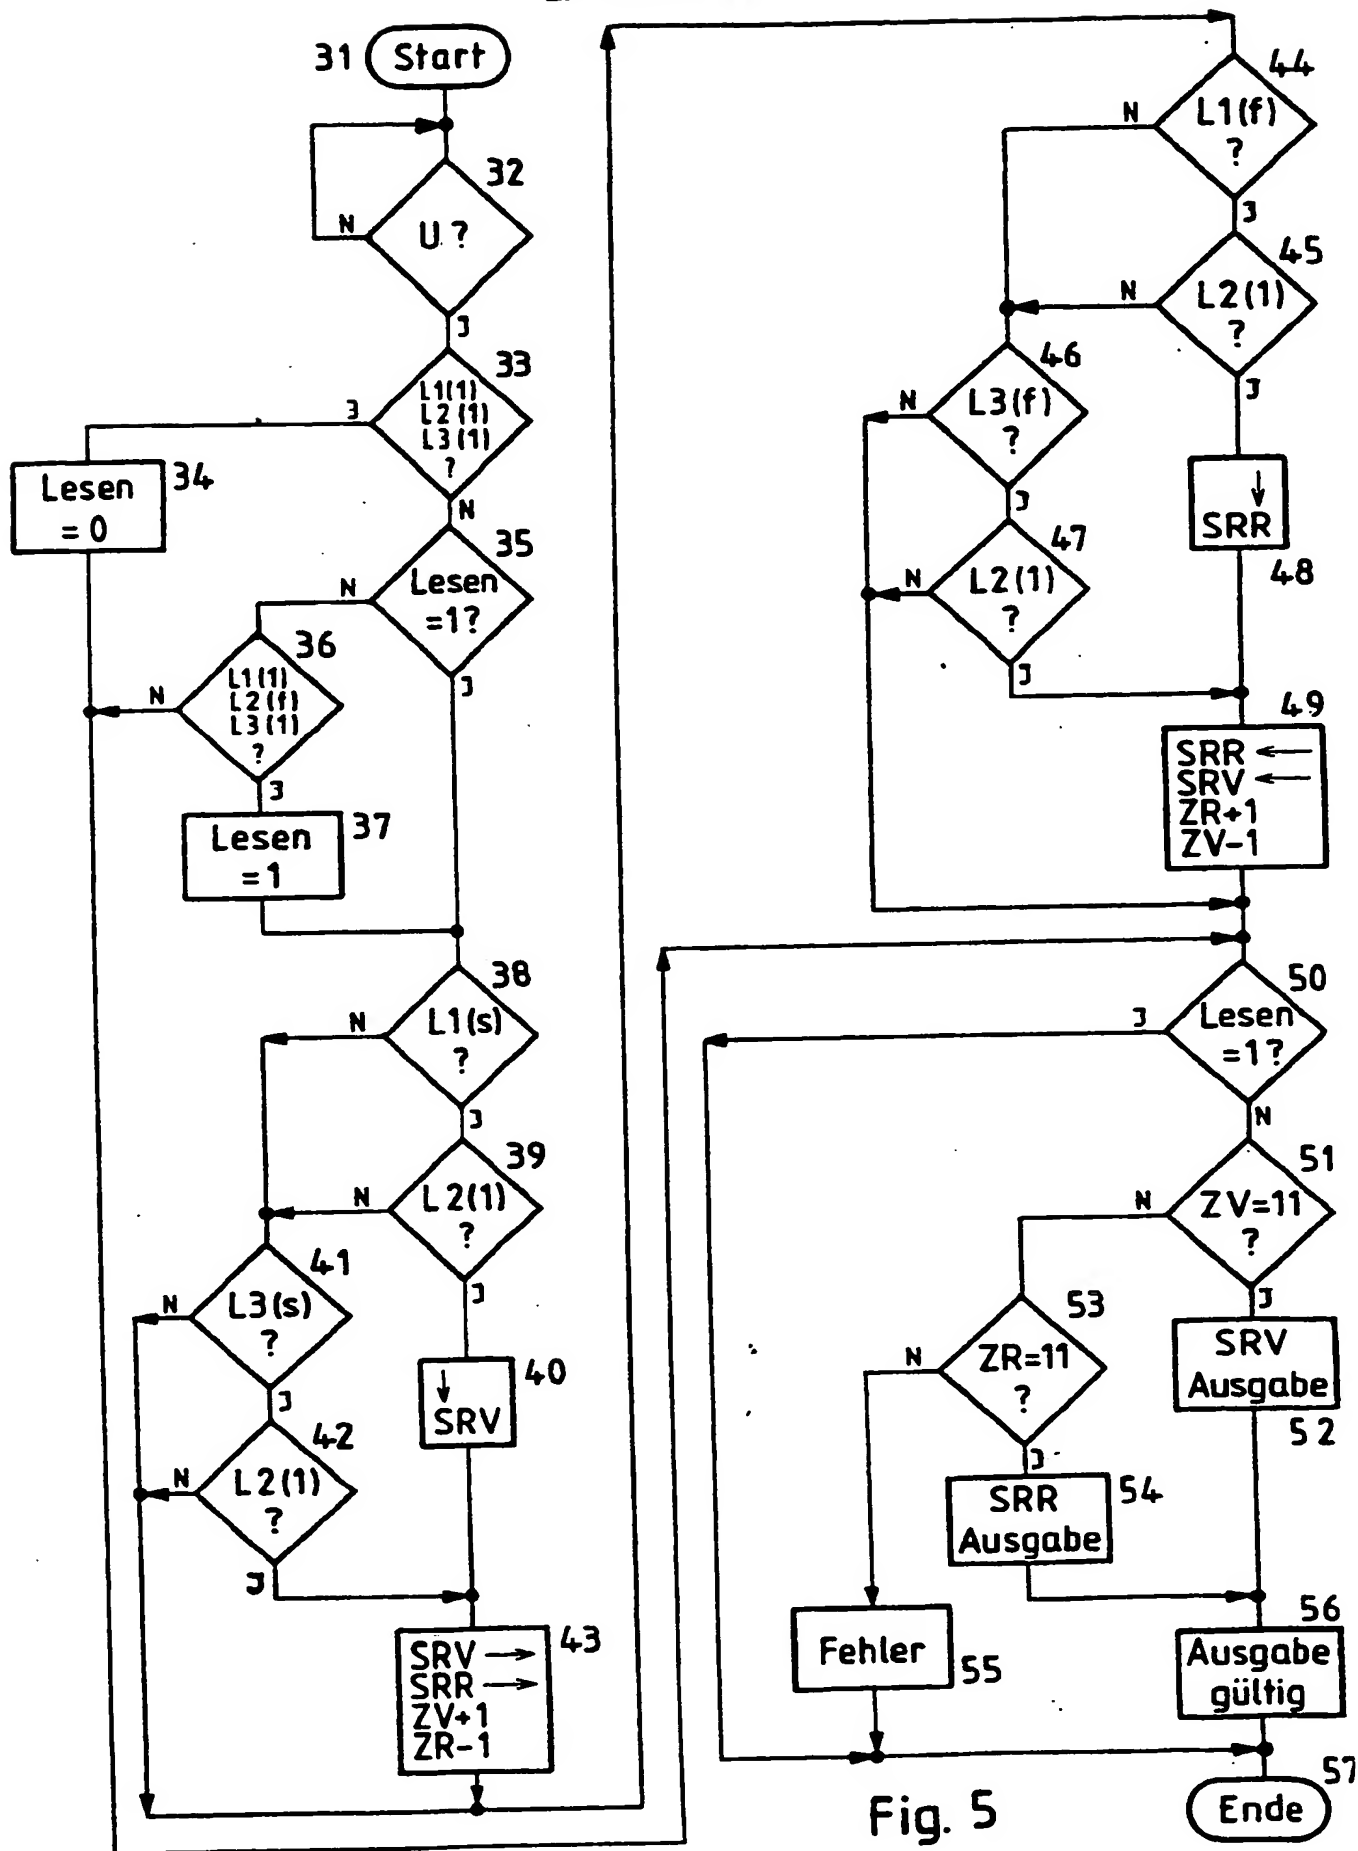 31
Start
32
U ?
N
J
33
L1(1)
L2(1)
L3(1)
?
J
N
34
Lesen
= 0
35
Lesen
=1?
N
J
36
L1(1)
L2(f)
L3(1)
?
N
J
37
Lesen
=1
38
L1(s)
?
N
J
39
L2(1)
?
N
J
40
↓
SRV
41
L3(s)
?
N
J
42
L2(1)
?
N
J
43
SRV →
SRR →
ZV+1
ZR-1
44
L1(f)
?
N
J
45
L2(1)
?
N
J
46
L3(f)
?
N
J
47
L2(1)
?
N
J
↓
SRR
48
49
SRR ←
SRV ←
ZR+1
ZV-1
50
Lesen
=1?
J
N
51
ZV=11
?
N
J
SRV
Ausgabe
52
53
ZR=11
?
N
J
54
SRR
Ausgabe
Fehler
55
56
Ausgabe
gültig
57
Ende
Fig. 5